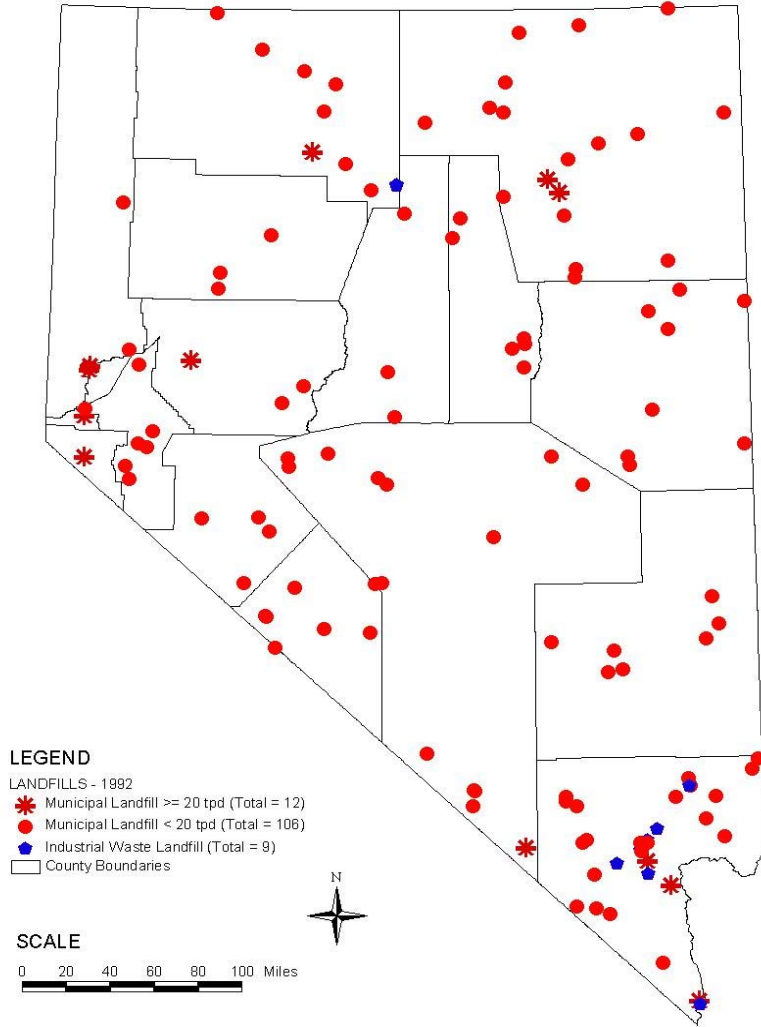 LEGEND
LANDFILLS - 1992
Municipal Landfill >= 20 tpd (Total = 12)
Municipal Landfill < 20 tpd (Total = 106)
Industrial Waste Landfill (Total = 9)
County Boundaries
N
SCALE
0 20 40 60 80 100 Miles